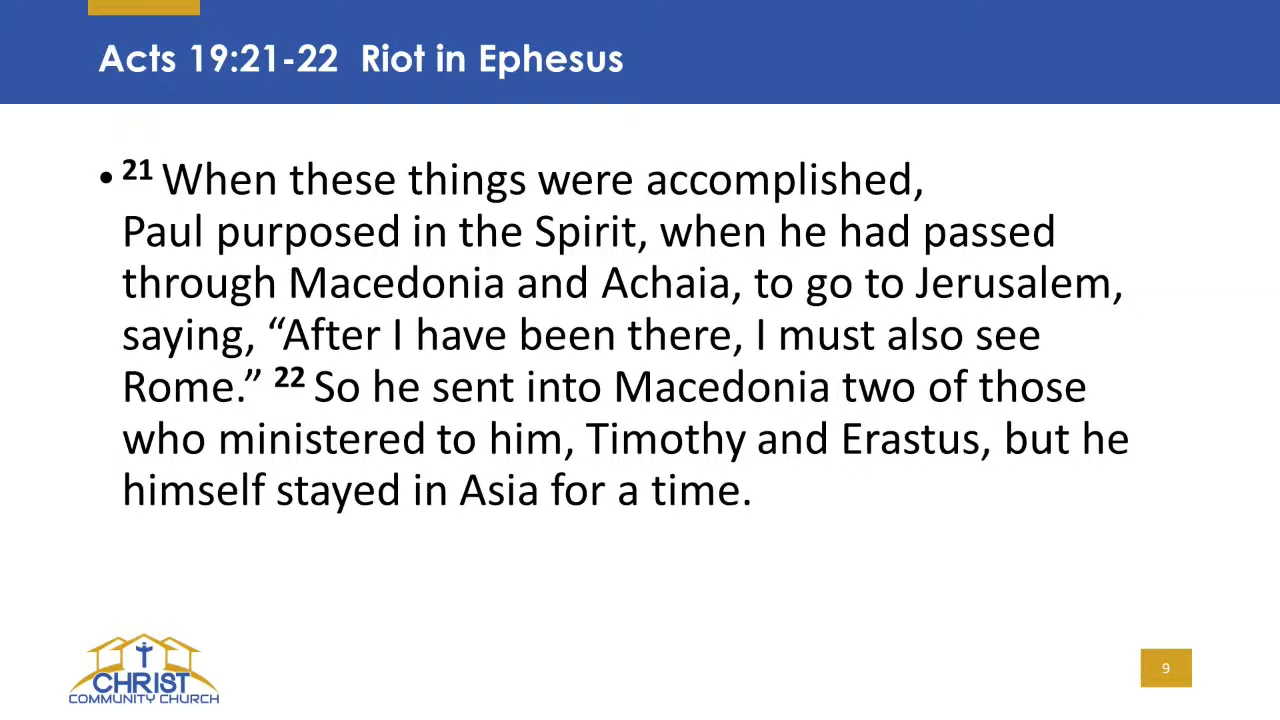 Acts 19:21-22  Riot in Ephesus
• 21 When these things were accomplished,
Paul purposed in the Spirit, when he had passed
through Macedonia and Achaia, to go to Jerusalem,
saying, “After I have been there, I must also see
Rome.” 22 So he sent into Macedonia two of those
who ministered to him, Timothy and Erastus, but he
himself stayed in Asia for a time.
CHRIST
COMMUNITY CHURCH
9